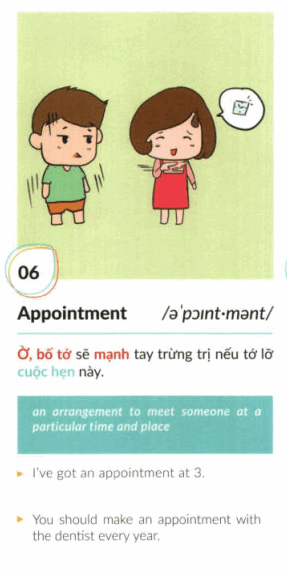 06
Appointment /ə'pɔɪnt·mənt/
Ờ, bố tớ sẽ mạnh tay trừng trị nếu tớ lỡ
cuộc hẹn này.
an arrangement to meet someone at a
particular time and place
▸ I've got an appointment at 3.
▸ You should make an appointment with
the dentist every year.